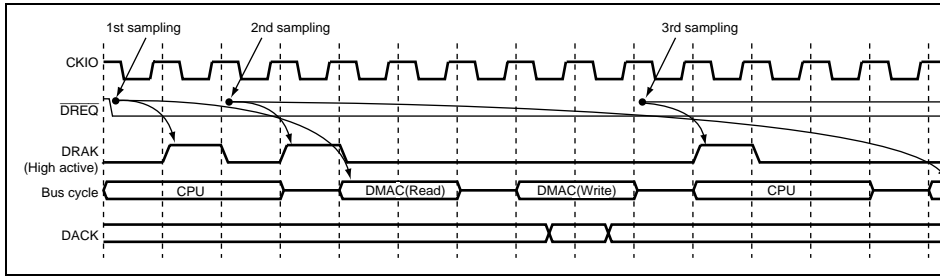 1st sampling 2nd sampling 3rd sampling
CKIO
DREQ
DRAK
(High active)
Bus cycle CPU DMAC(Read) DMAC(Write) CPU
DACK